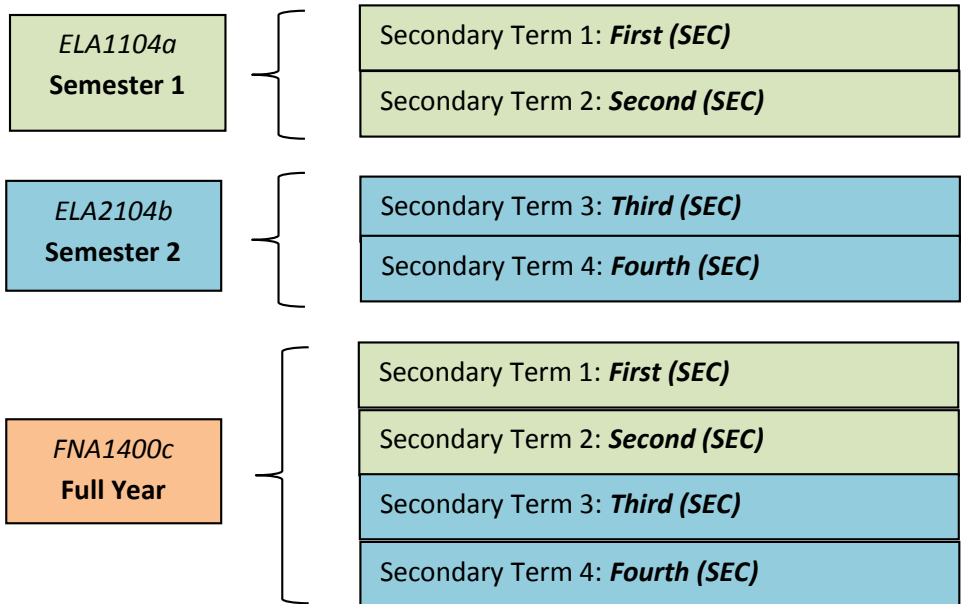 ELA1104a
Semester 1
Secondary Term 1: First (SEC)
Secondary Term 2: Second (SEC)
ELA2104b
Semester 2
Secondary Term 3: Third (SEC)
Secondary Term 4: Fourth (SEC)
FNA1400c
Full Year
Secondary Term 1: First (SEC)
Secondary Term 2: Second (SEC)
Secondary Term 3: Third (SEC)
Secondary Term 4: Fourth (SEC)